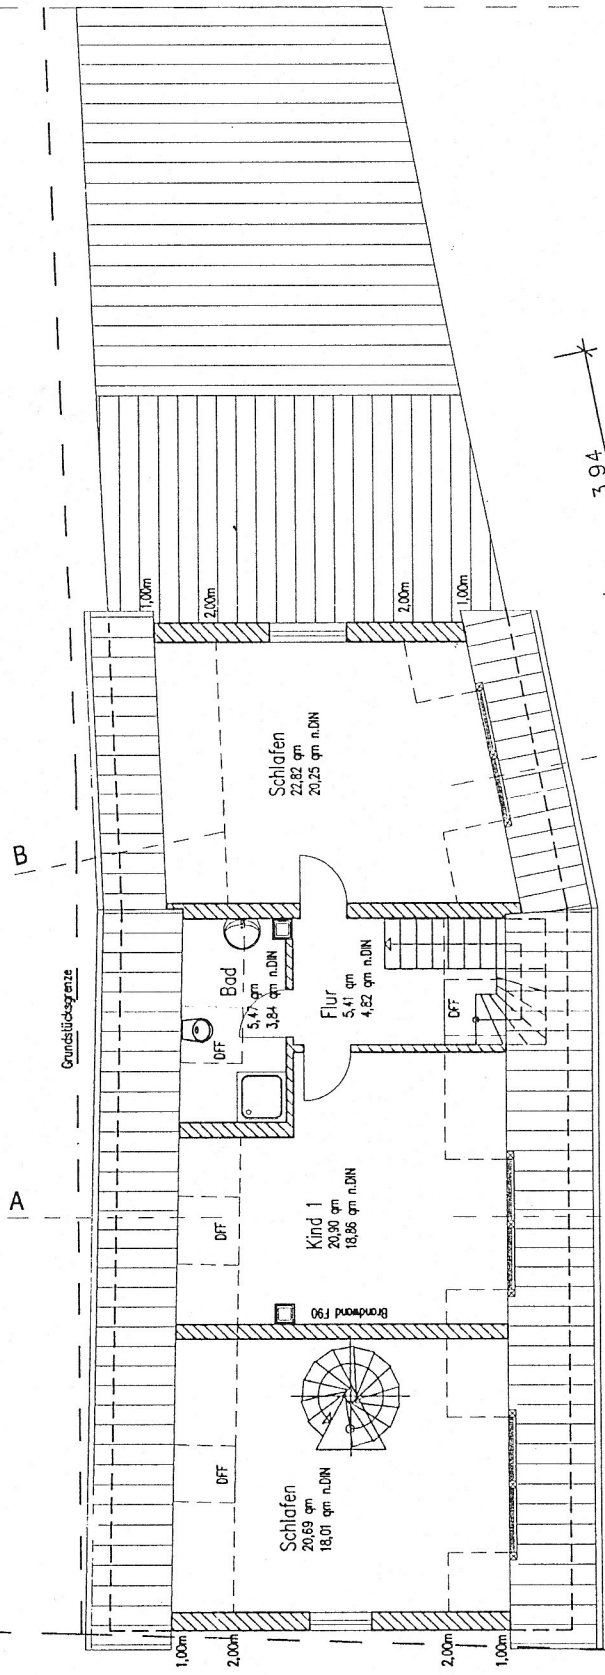 Grundstücksgrenze
B
A
1,00m
2,00m
2,00m
1,00m
3,94
Schlafen
22,82 qm
20,25 qm n.DIN
Bad
5,47 qm
3,84 qm n.DIN
DFF
Flur
5,41 qm
4,82 qm n.DIN
DFF
DFF
Kind 1
20,90 qm
18,86 qm n.DIN
Brandwand F90
DFF
Schlafen
20,69 qm
18,01 qm n.DIN
1,00m
2,00m
2,00m
1,00m